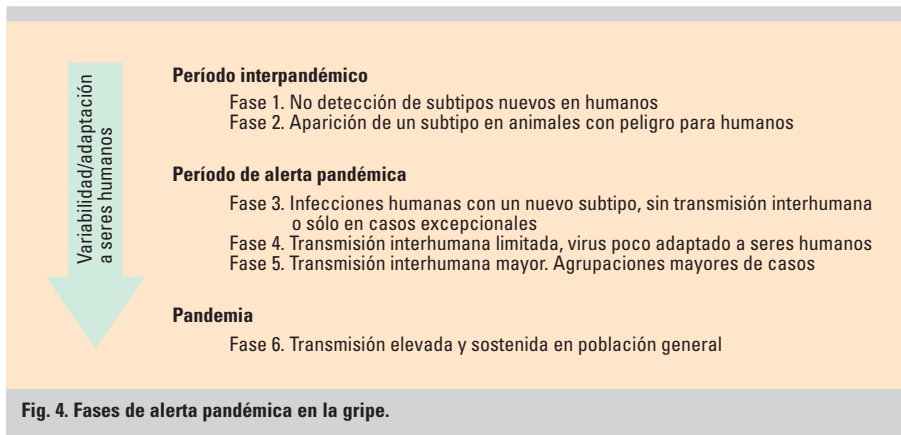 Variabilidad/adaptación
a seres humanos
Período interpandémico
Fase 1. No detección de subtipos nuevos en humanos
Fase 2. Aparición de un subtipo en animales con peligro para humanos
Período de alerta pandémica
Fase 3. Infecciones humanas con un nuevo subtipo, sin transmisión interhumana
o sólo en casos excepcionales
Fase 4. Transmisión interhumana limitada, virus poco adaptado a seres humanos
Fase 5. Transmisión interhumana mayor. Agrupaciones mayores de casos
Pandemia
Fase 6. Transmisión elevada y sostenida en población general
Fig. 4. Fases de alerta pandémica en la gripe.